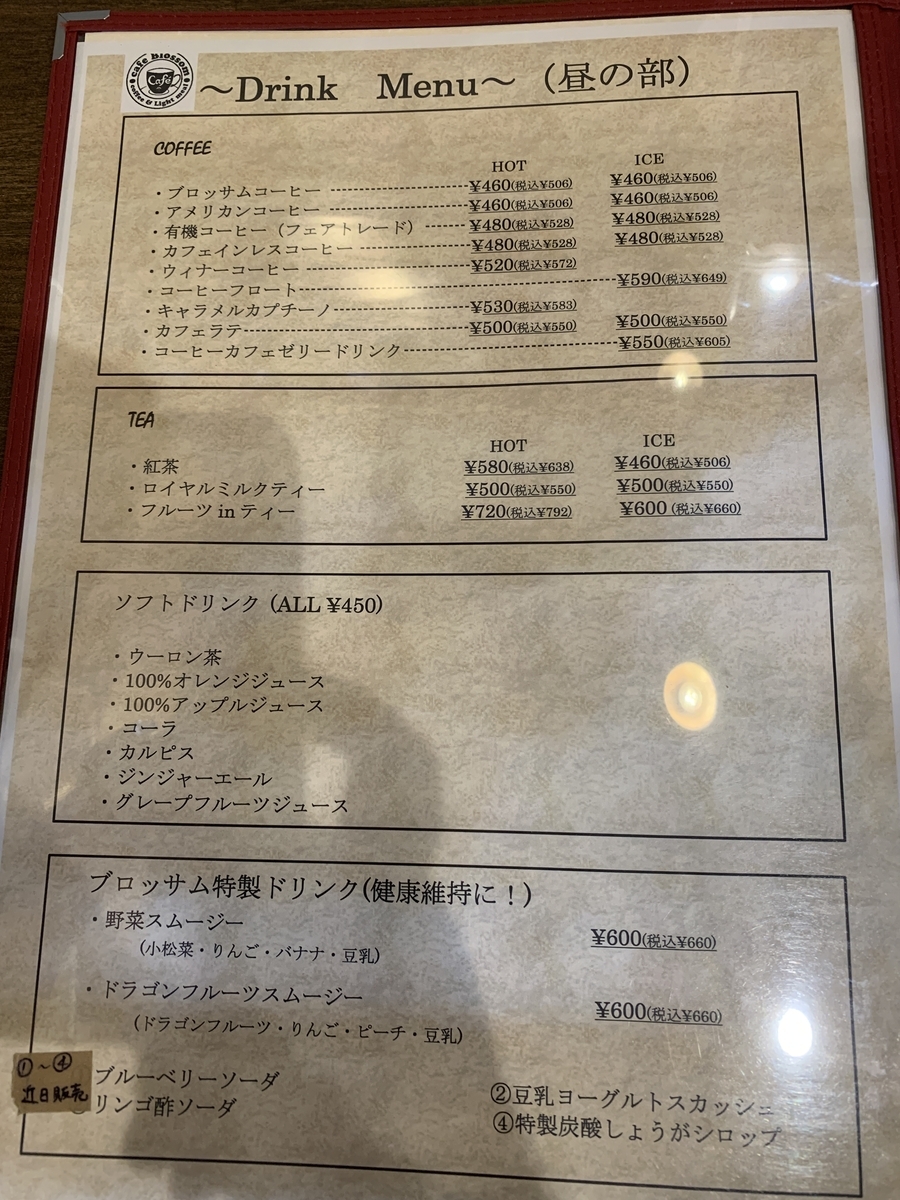 cafe Blossom
Café
coffee & Light meal
～Drink Menu～（昼の部）
COFFEE
HOT ICE
・ブロッサムコーヒー ¥460(税込¥506) ¥460(税込¥506)
・アメリカンコーヒー ¥460(税込¥506) ¥460(税込¥506)
・有機コーヒー（フェアトレード） ¥480(税込¥528) ¥480(税込¥528)
・カフェインレスコーヒー ¥480(税込¥528) ¥480(税込¥528)
・ウィナーコーヒー ¥520(税込¥572)
・コーヒーフロート ¥590(税込¥649)
・キャラメルカプチーノ ¥530(税込¥583)
・カフェラテ ¥500(税込¥550) ¥500(税込¥550)
・コーヒーカフェゼリードリンク ¥550(税込¥605)
TEA
HOT ICE
・紅茶 ¥580(税込¥638) ¥460(税込¥506)
・ロイヤルミルクティー ¥500(税込¥550) ¥500(税込¥550)
・フルーツ in ティー ¥720(税込¥792) ¥600 (税込¥660)
ソフトドリンク (ALL ¥450)
・ウーロン茶
・100%オレンジジュース
・100%アップルジュース
・コーラ
・カルピス
・ジンジャーエール
・グレープフルーツジュース
ブロッサム特製ドリンク(健康維持に！)
・野菜スムージー ¥600(税込¥660)
(小松菜・りんご・バナナ・豆乳)
・ドラゴンフルーツスムージー ¥600(税込¥660)
(ドラゴンフルーツ・りんご・ピーチ・豆乳)
①～④
近日販売
ブルーベリーソーダ ②豆乳ヨーグルトスカッシュ
リンゴ酢ソーダ ④特製炭酸しょうがシロップ